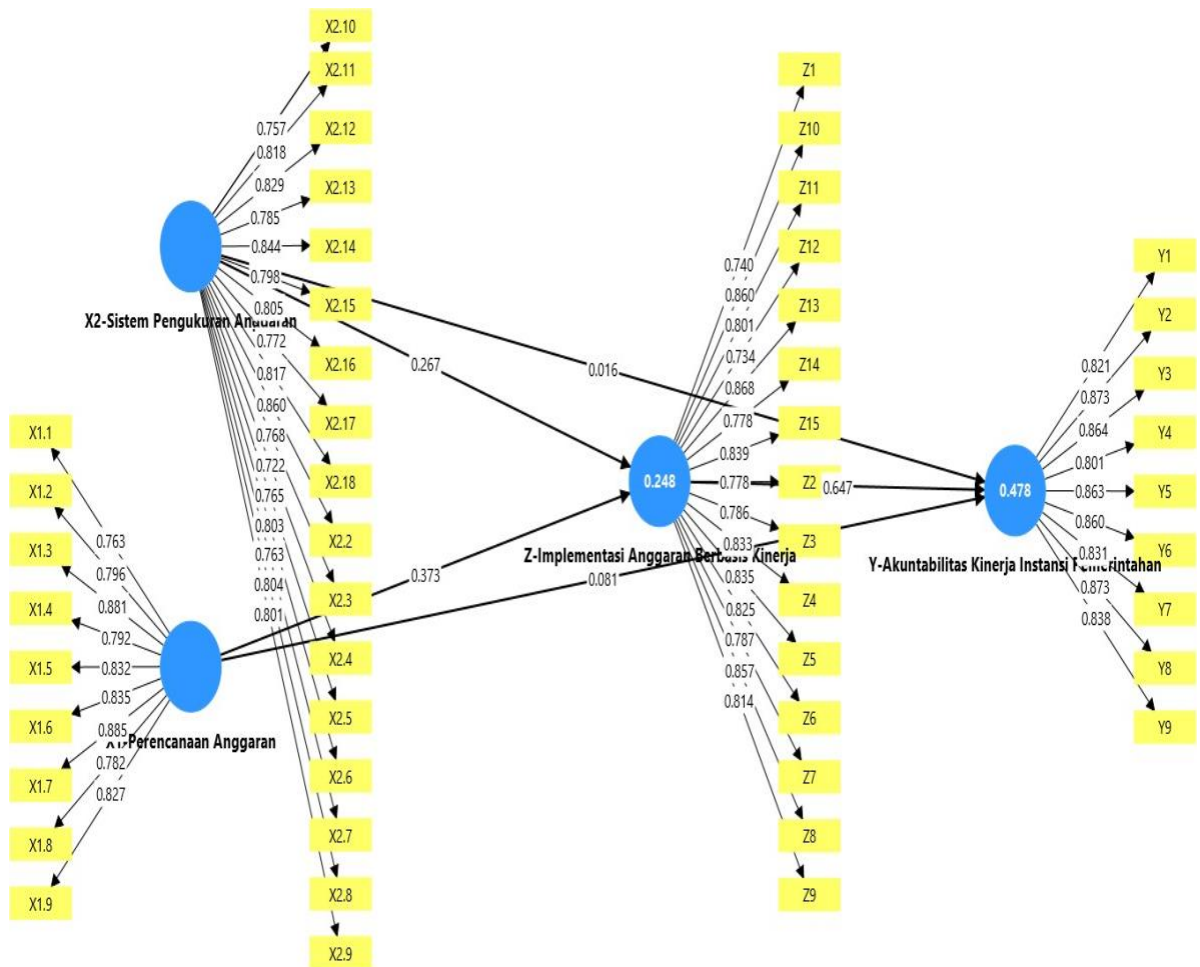 X2.10
X2.11
X2.12
X2.13
X2.14
X2.15
X2.16
X2.17
X2.18
X2.2
X2.3
X2.4
X2.5
X2.6
X2.7
X2.8
X2.9
0.757
0.818
0.829
0.785
0.844
0.798
0.805
0.772
0.817
0.860
0.768
0.722
0.765
0.803
0.763
0.804
0.801
X2-Sistem Pengukuran Anggaran
X1.1
X1.2
X1.3
X1.4
X1.5
X1.6
X1.7
X1.8
X1.9
0.763
0.796
0.881
0.792
0.832
0.835
0.885
0.782
0.827
X1-Perencanaan Anggaran
0.267
0.016
0.373
0.081
0.647
Z1
Z10
Z11
Z12
Z13
Z14
Z15
Z2
Z3
Z4
Z5
Z6
Z7
Z8
Z9
0.740
0.860
0.801
0.734
0.868
0.778
0.839
0.778
0.786
0.833
0.835
0.825
0.787
0.857
0.814
0.248
Z-Implementasi Anggaran Berbasis Kinerja
Y1
Y2
Y3
Y4
Y5
Y6
Y7
Y8
Y9
0.821
0.873
0.864
0.801
0.863
0.860
0.831
0.873
0.838
0.478
Y-Akuntabilitas Kinerja Instansi Pemerintahan